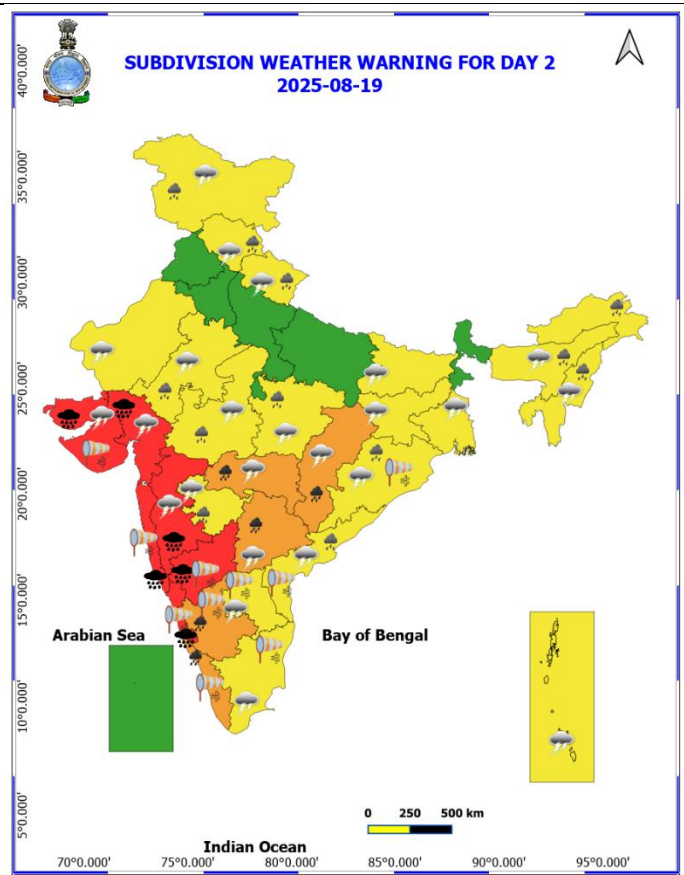 SUBDIVISION WEATHER WARNING FOR DAY 2
2025-08-19
40°0.000'
35°0.000'
30°0.000'
25°0.000'
20°0.000'
15°0.000'
Arabian Sea
Bay of Bengal
10°0.000'
5°0.000'
0 250 500 km
Indian Ocean
70°0.000' 75°0.000' 80°0.000' 85°0.000' 90°0.000' 95°0.000'